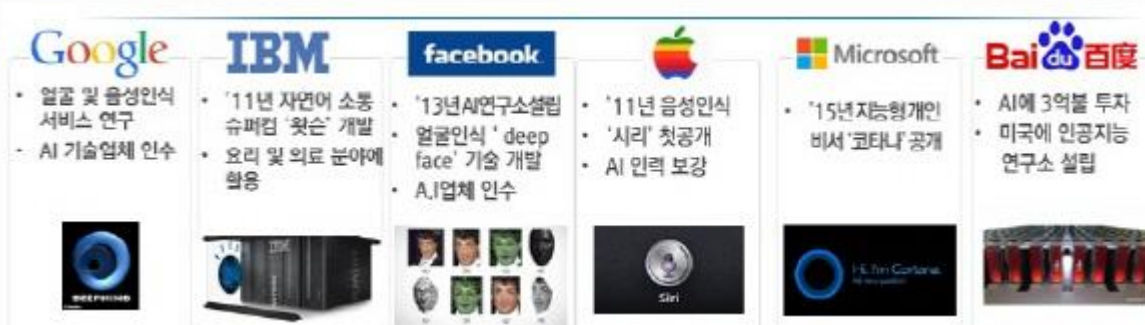 Google
• 얼굴 및 음성인식
서비스 연구
- AI 기술업체 인수
DEEPMIND
IBM
• '11년 자연어 소통
슈퍼컴 '왓슨' 개발
• 요리 및 의료 분야에
활용
facebook
• '13년AI연구소설립
• 얼굴인식 ' deep
face' 기술 개발
• A.I업체 인수
• '11년 음성인식
• '시리' 첫공개
• AI 인력 보강
Siri
Microsoft
• '15년지능형개인
비서 '코타나' 공개
Hi. I'm Cortana.
Bai du 百度
• AI에 3억불 투자
• 미국에 인공지능
연구소 설립